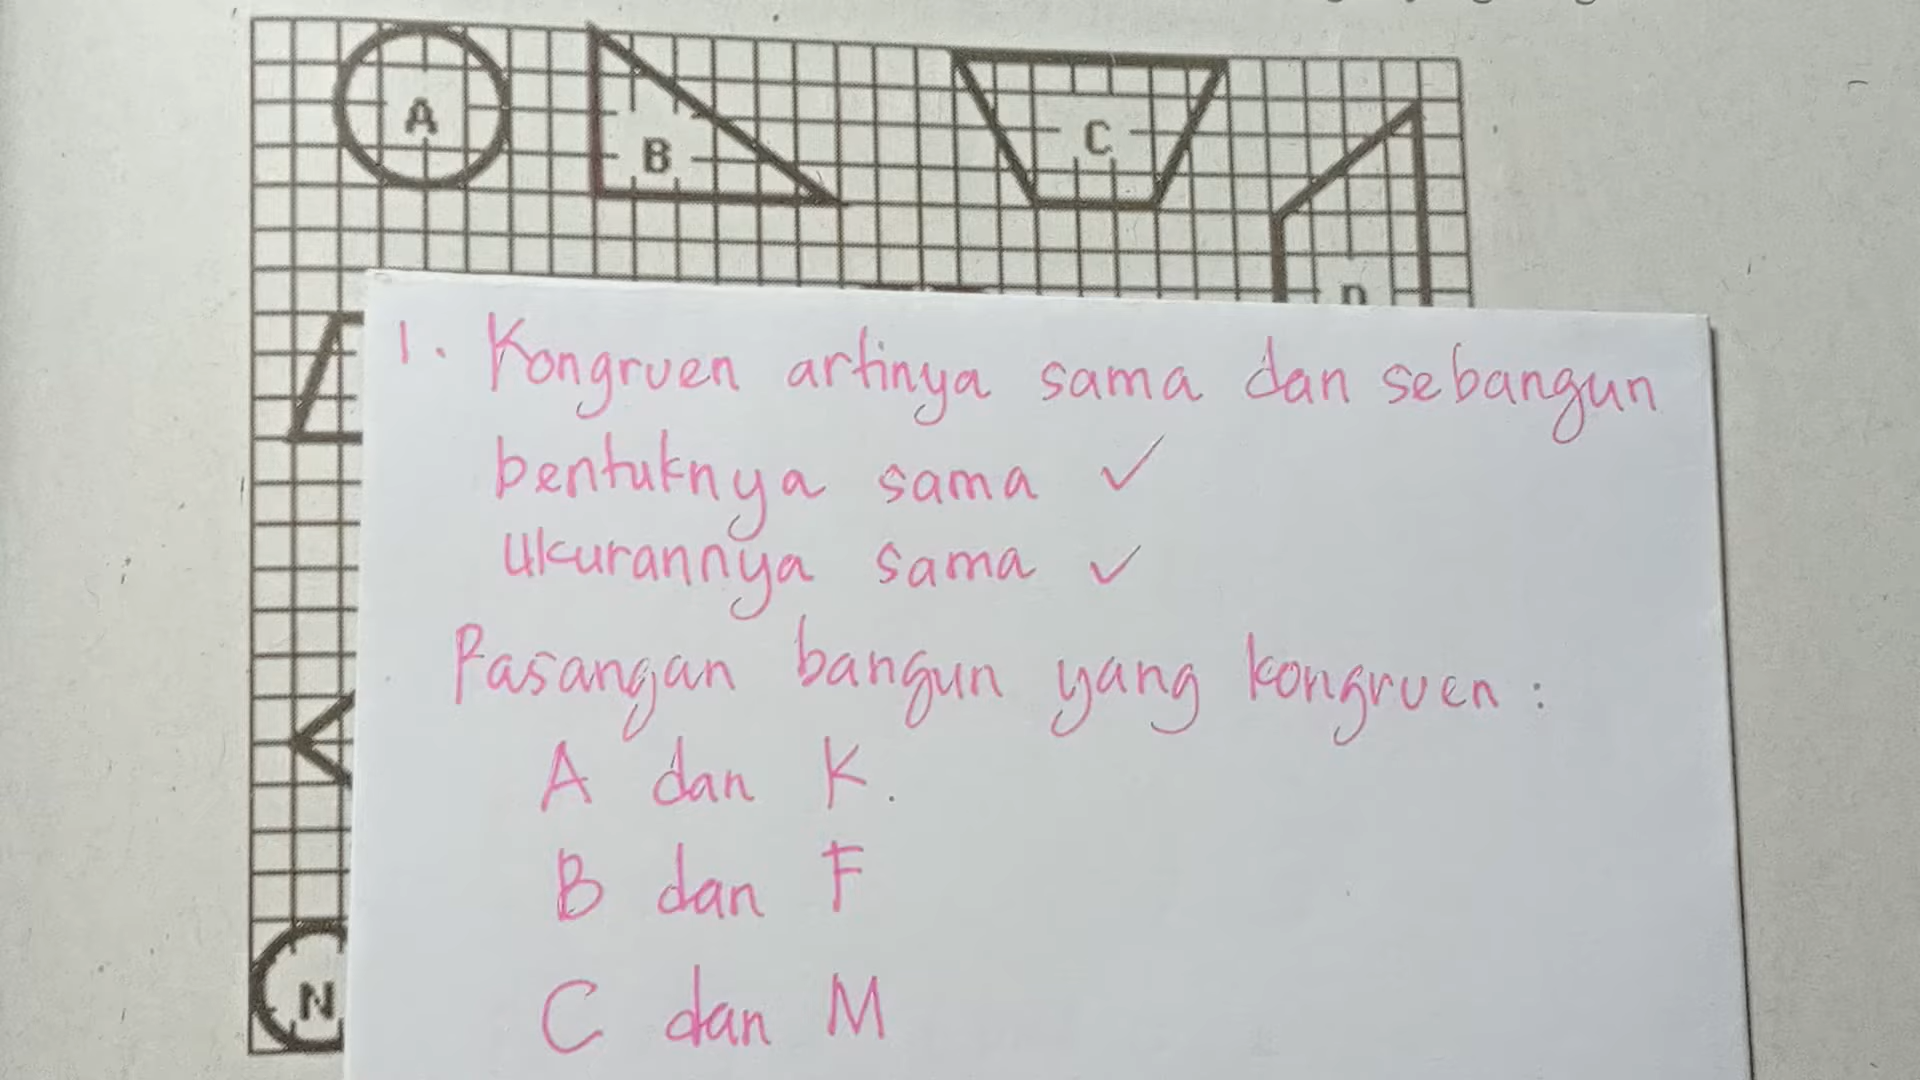 A
B
C
D
1. Kongruen artinya sama dan sebangun
bentuknya sama ✓
Ukurannya sama ✓
Pasangan bangun yang kongruen :
A dan K.
B dan F
C dan M
N